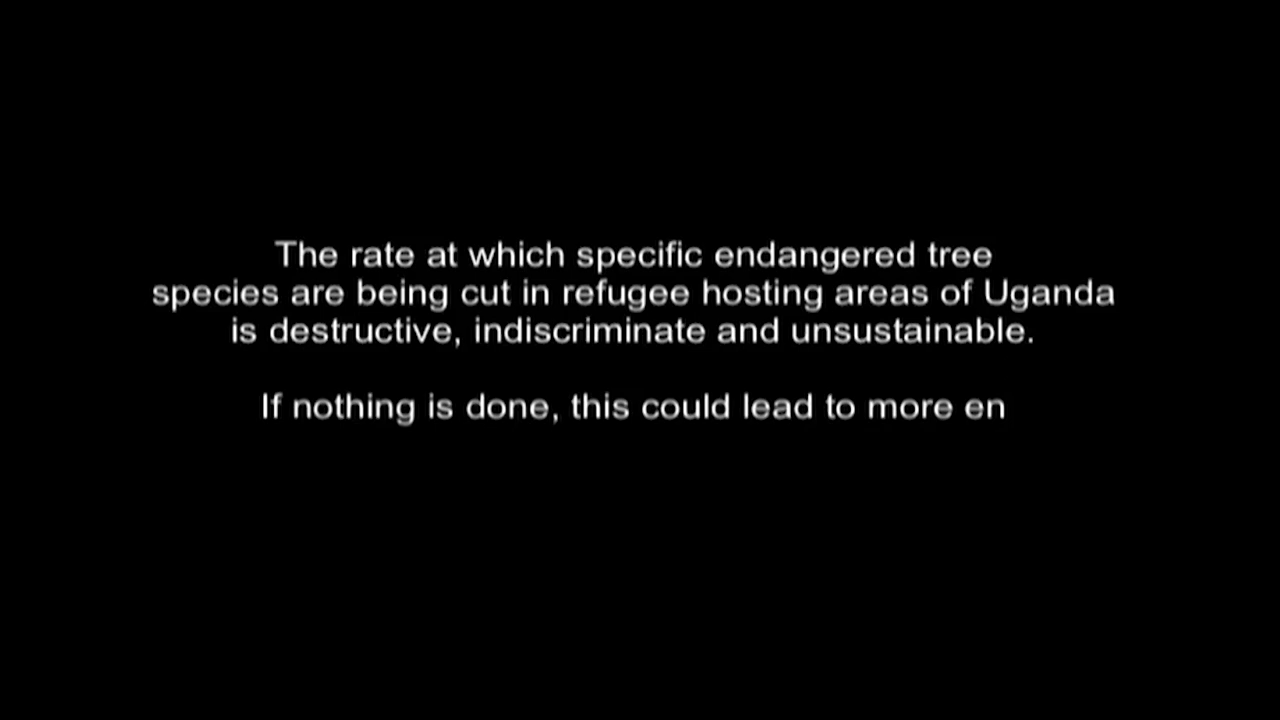 The rate at which specific endangered tree
species are being cut in refugee hosting areas of Uganda
is destructive, indiscriminate and unsustainable.
If nothing is done, this could lead to more en